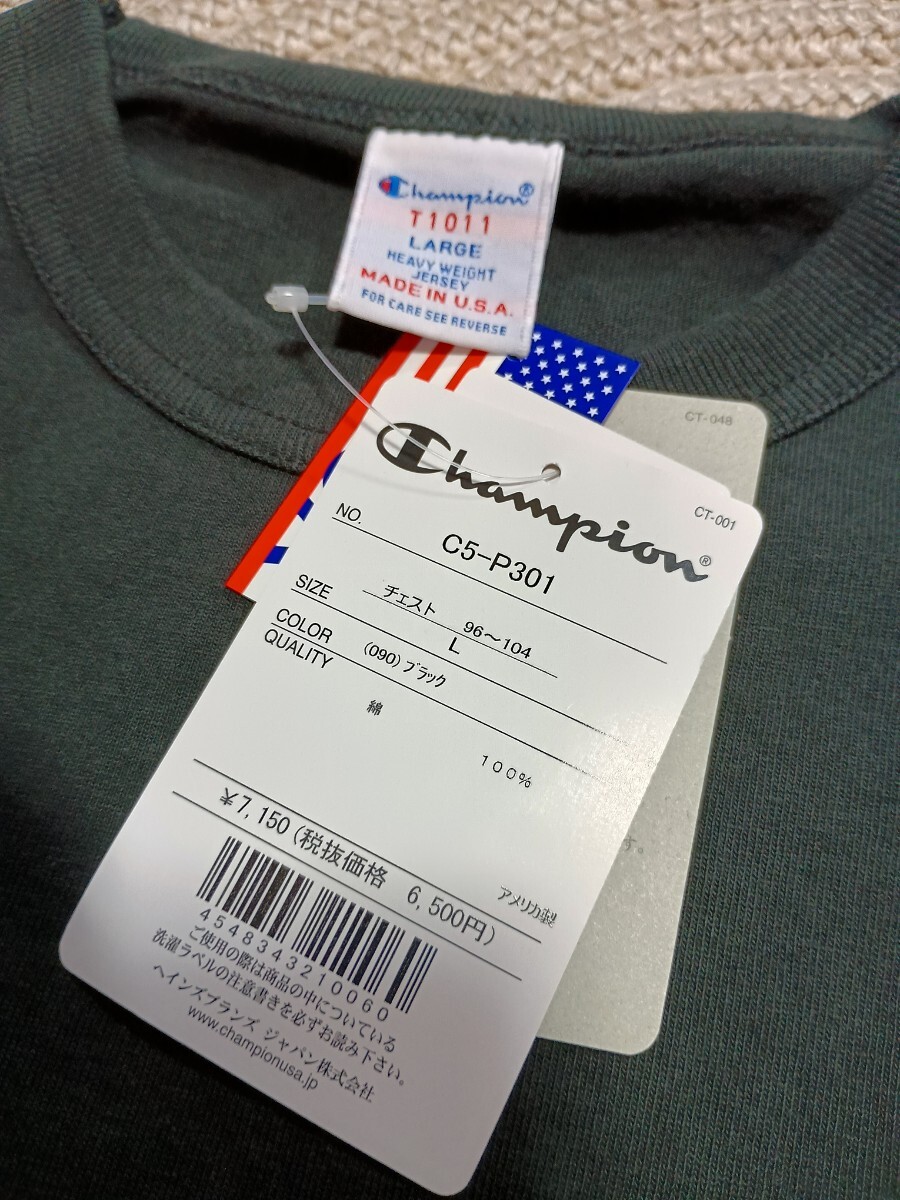 Champion®
T1011
LARGE
HEAVY WEIGHT
JERSEY
MADE IN U.S.A.
FOR CARE SEE REVERSE
CT-048
CT-001
Champion®
NO. C5-P301
SIZE チェスト 96〜104
L
COLOR (090) ブラック
QUALITY
綿 100%
アメリカ製
¥7,150 (税抜価格 6,500円)
4548343210060
ご使用の際は商品の中についている
洗濯ラベルの注意書きを必ずお読み下さい。
ヘインズブランズ ジャパン株式会社
www.championusa.jp
す。